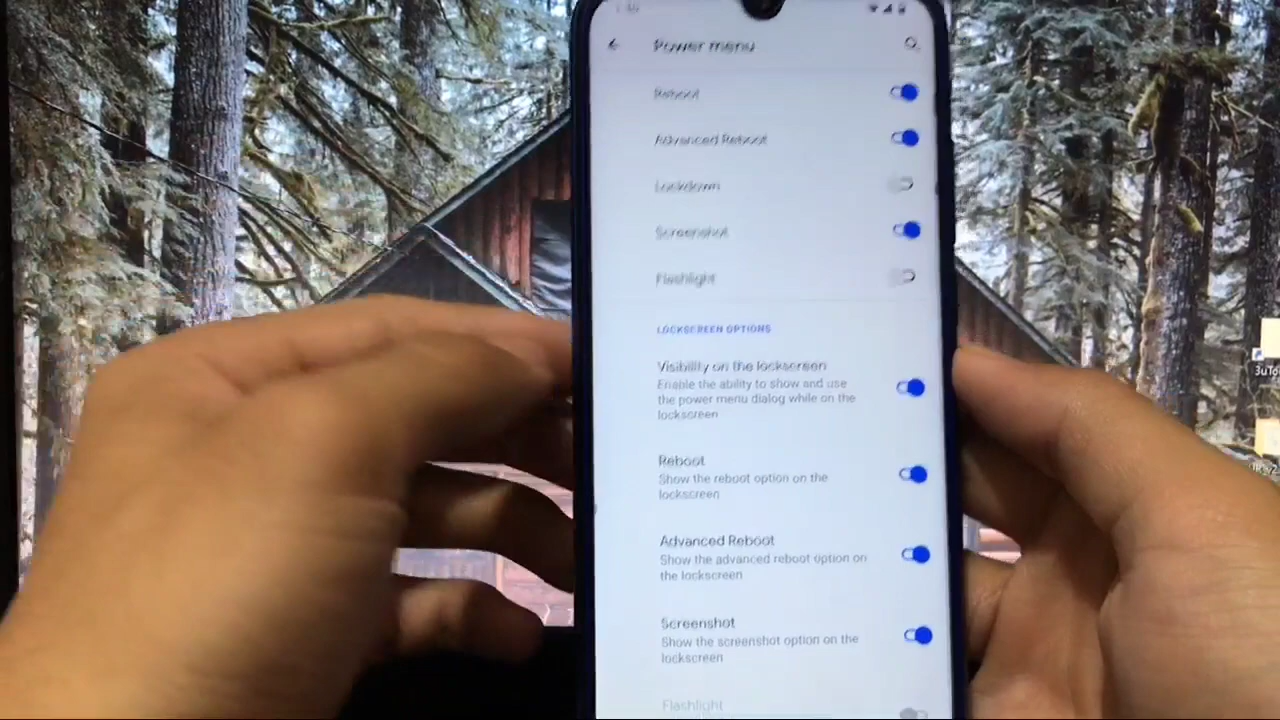 Power menu
Reboot
Advanced Reboot
Lockdown
Screenshot
Flashlight
LOCKSCREEN OPTIONS
Visibility on the lockscreen
Enable the ability to show and use
the power menu dialog while on the
lockscreen
Reboot
Show the reboot option on the
lockscreen
Advanced Reboot
Show the advanced reboot option on
the lockscreen
Screenshot
Show the screenshot option on the
lockscreen
Flashlight